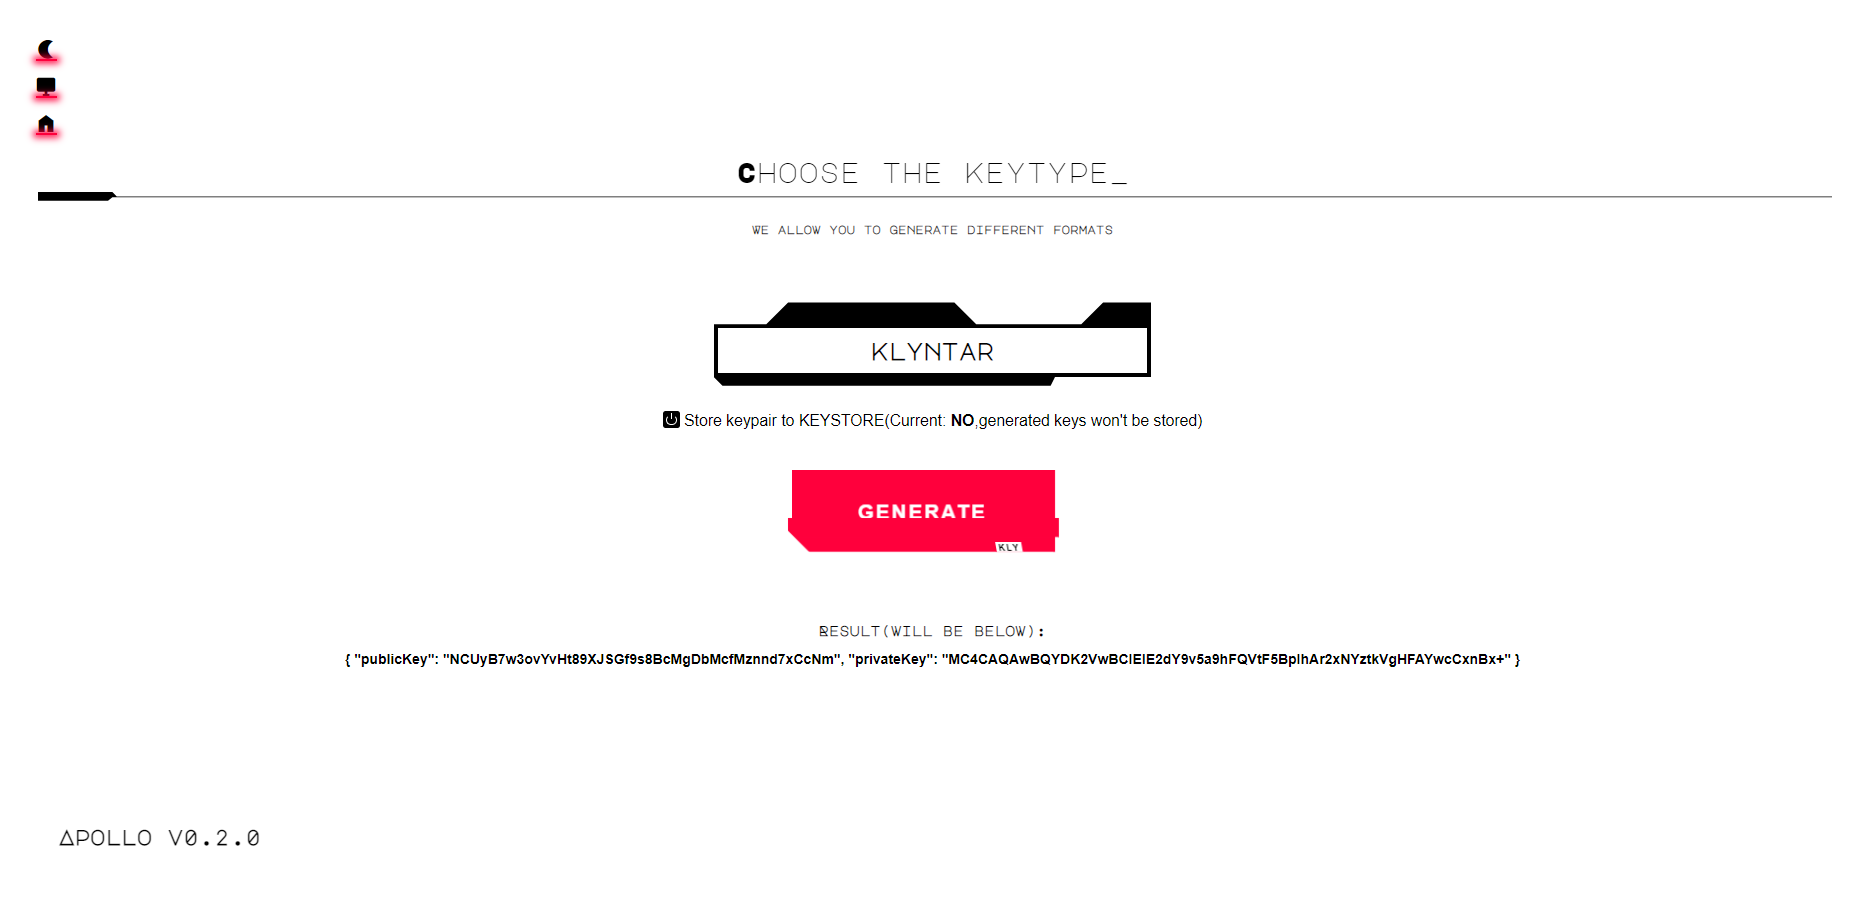 CHOOSE THE KEYTYPE_
WE ALLOW YOU TO GENERATE DIFFERENT FORMATS
KLYNTAR
Store keypair to KEYSTORE(Current: NO,generated keys won't be stored)
GENERATE
KLY
RESULT(WILL BE BELOW):
{ "publicKey": "NCUyB7w3ovYvHt89XJSGf9s8BcMgDbMcfMznnd7xCcNm", "privateKey": "MC4CAQAwBQYDK2VwBCIEIE2dY9v5a9hFQVtF5BplhAr2xNYztkVgHFAYwcCxnBx+" }
APOLLO V0.2.0